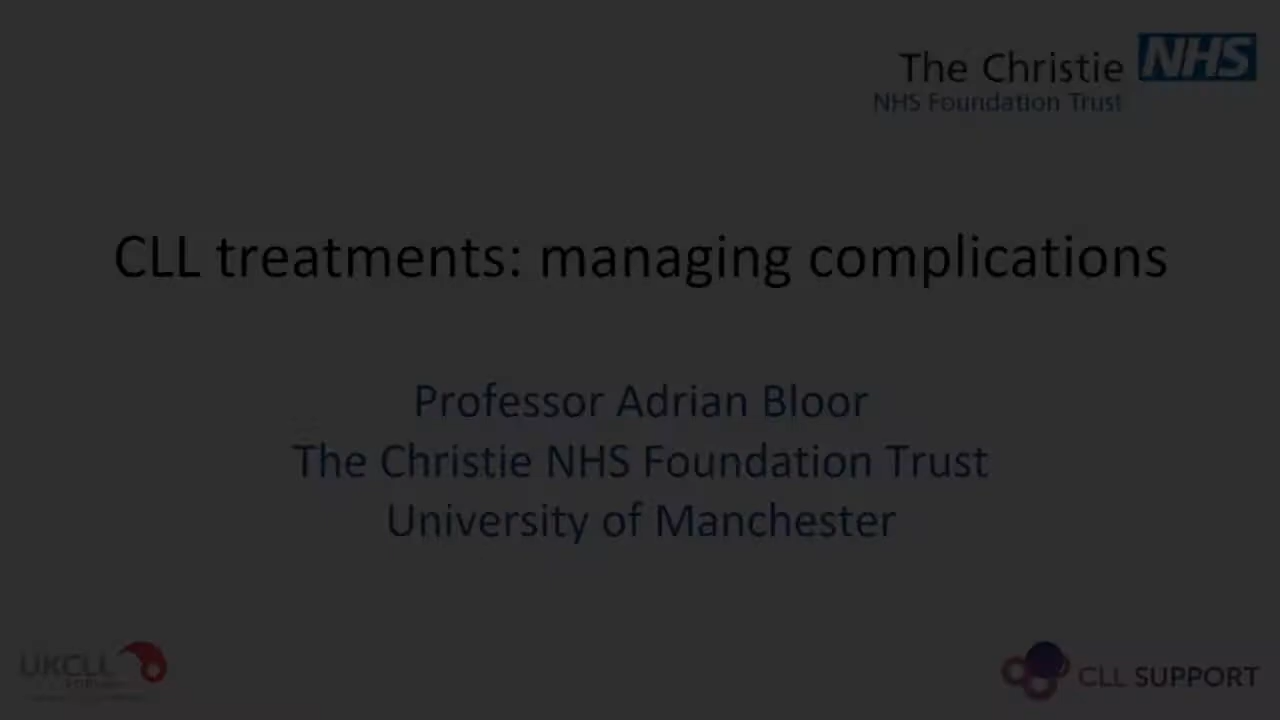 The Christie NHS
NHS Foundation Trust
CLL treatments: managing complications
Professor Adrian Bloor
The Christie NHS Foundation Trust
University of Manchester
UKCLL
FORUM
CLL SUPPORT